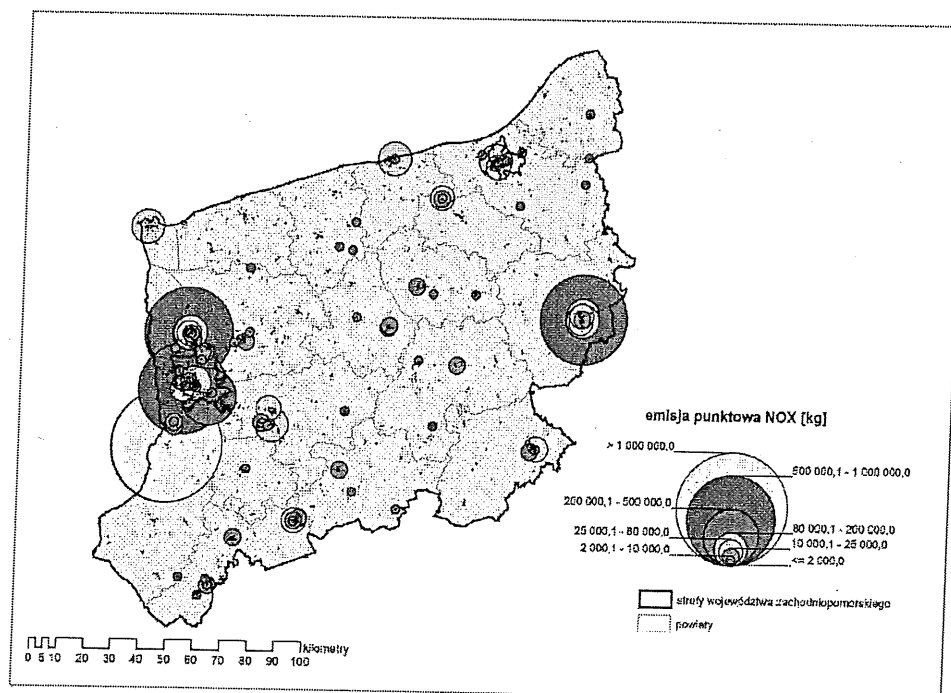 emisja punktowa NOX [kg]
> 1 000 000,0
500 000,1 - 1 000 000,0
200 000,1 - 500 000,0
80 000,1 - 200 000,0
25 000,1 - 80 000,0
10 000,1 - 25 000,0
2 000,1 - 10 000,0
<= 2 000,0
strefy województwa zachodniopomorskiego
powiaty
kilometry
0 5 10 20 30 40 50 60 70 80 90 100